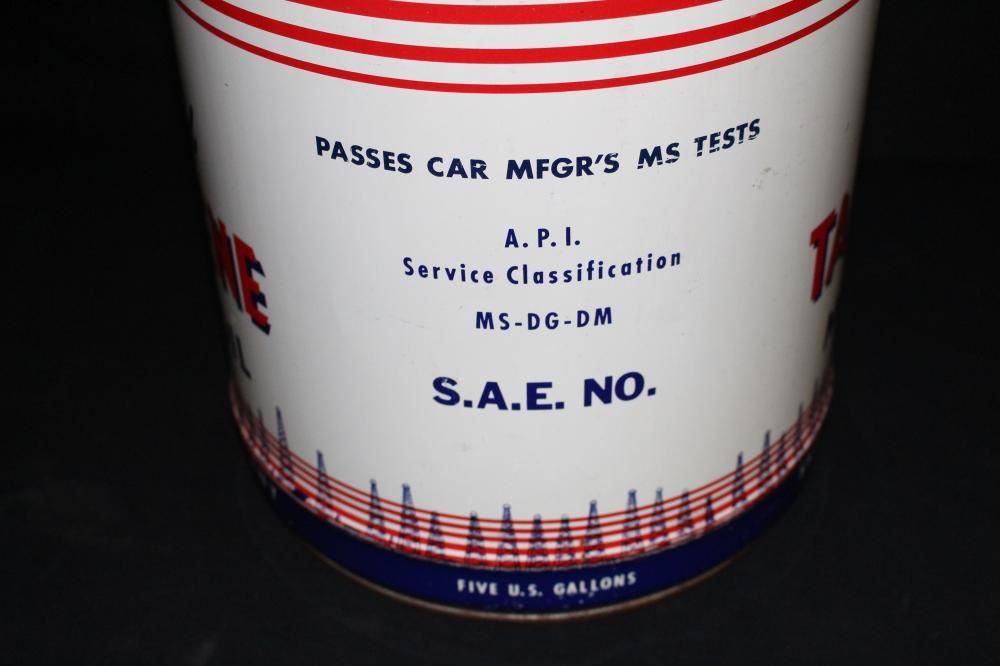 PASSES CAR MFGR'S MS TESTS
A.P.I.
Service Classification
MS-DG-DM
S.A.E. NO.
FIVE U.S. GALLONS